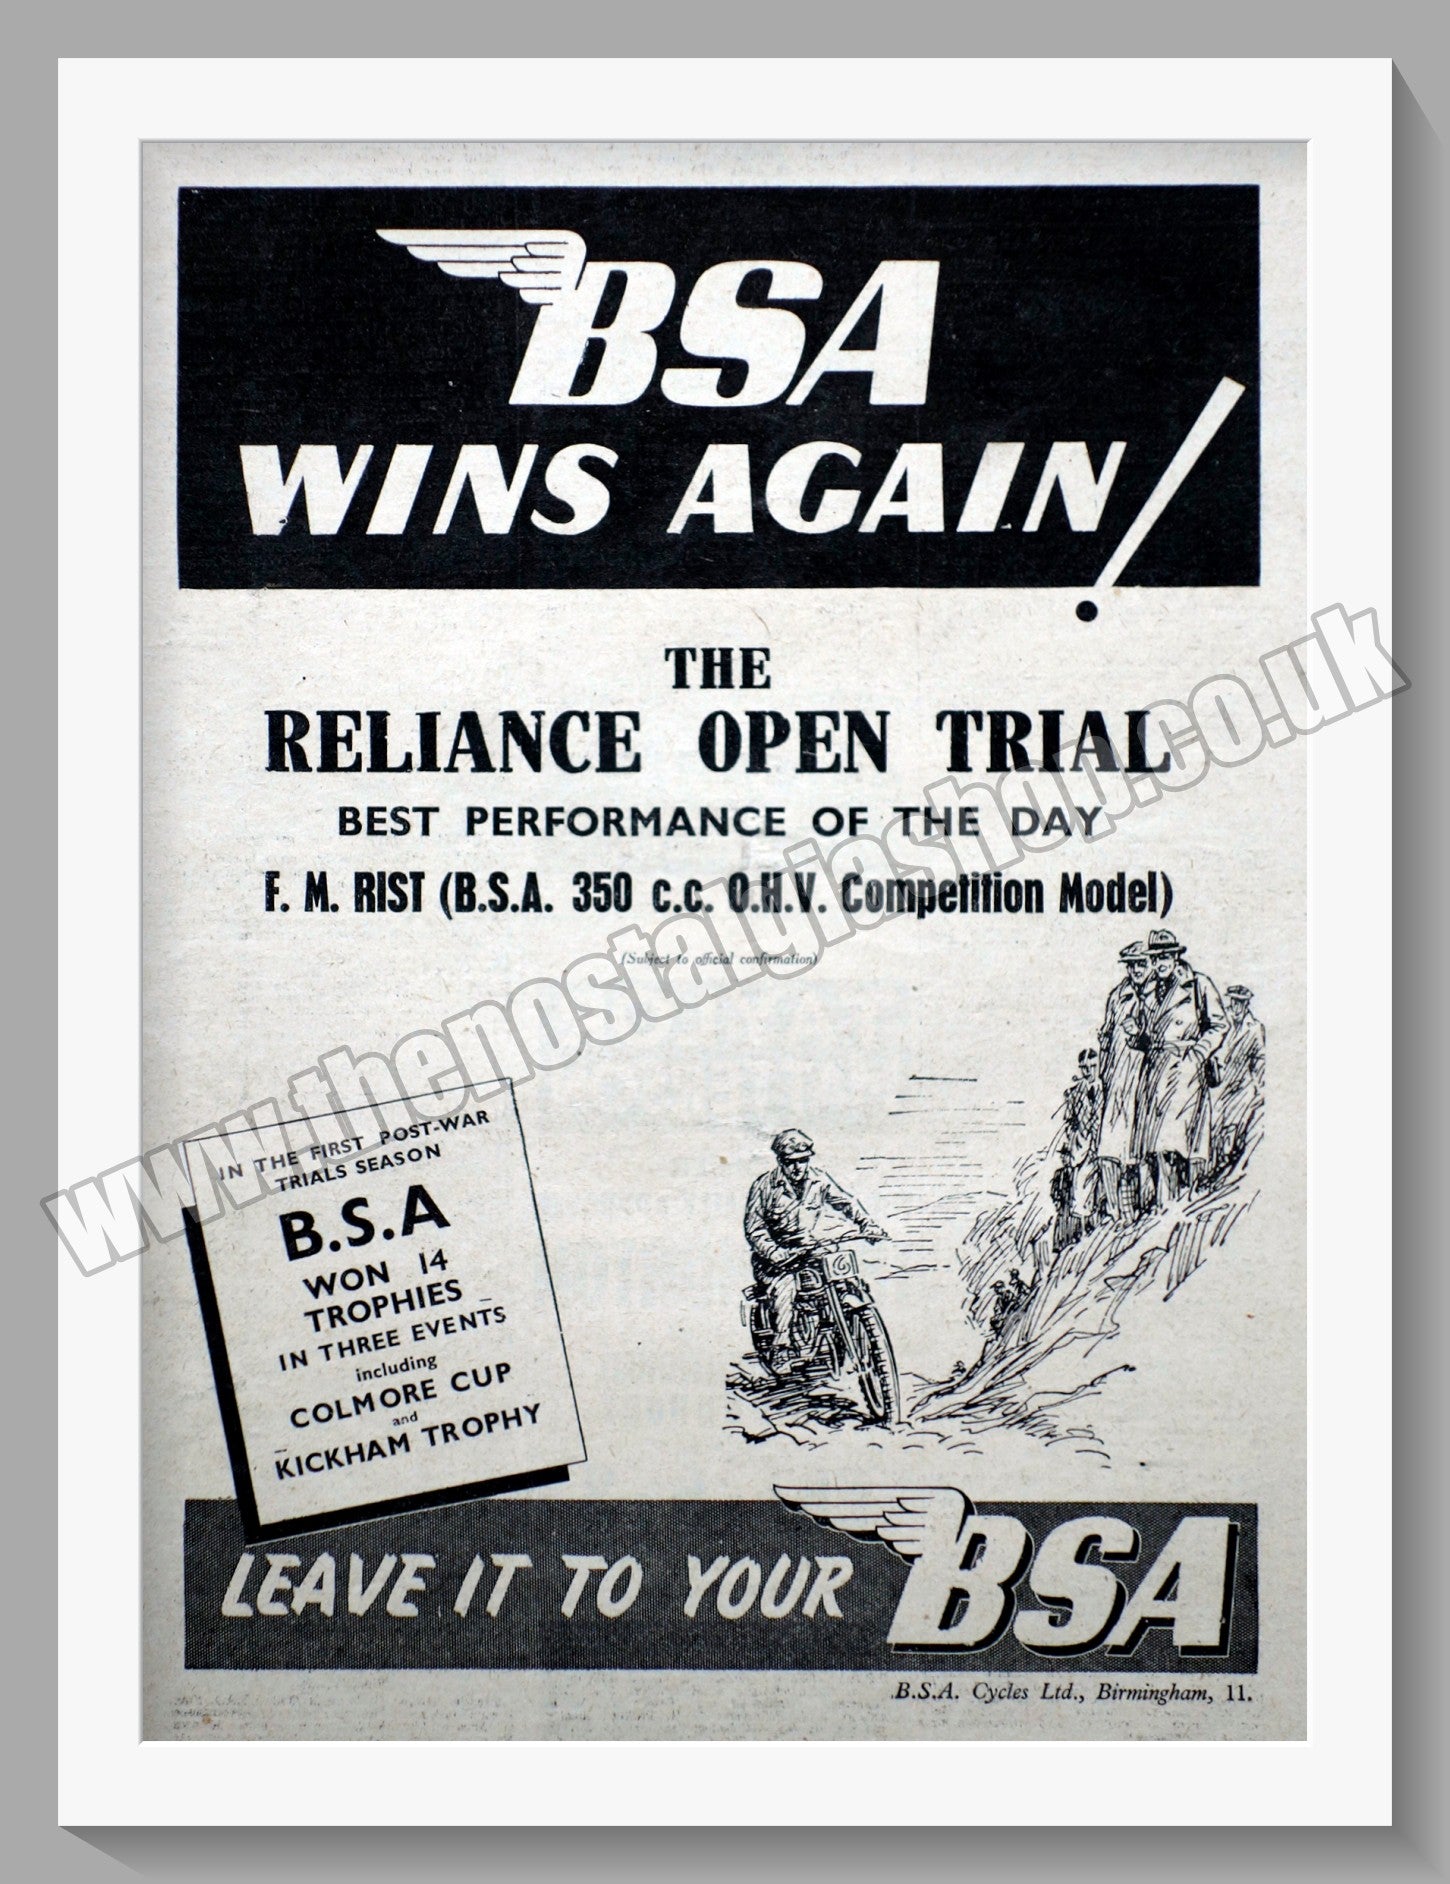 BSA
WINS AGAIN!
THE
RELIANCE OPEN TRIAL
BEST PERFORMANCE OF THE DAY
F. M. RIST (B.S.A. 350 c.c. O.H.V. Competition Model)
(Subject to official confirmation)
www.thenostalgiashop.co.uk
IN THE FIRST POST-WAR
TRIALS SEASON
B.S.A
WON 14
TROPHIES
IN THREE EVENTS
including
COLMORE CUP
and
KICKHAM TROPHY
6
LEAVE IT TO YOUR BSA
B.S.A. Cycles Ltd., Birmingham, 11.